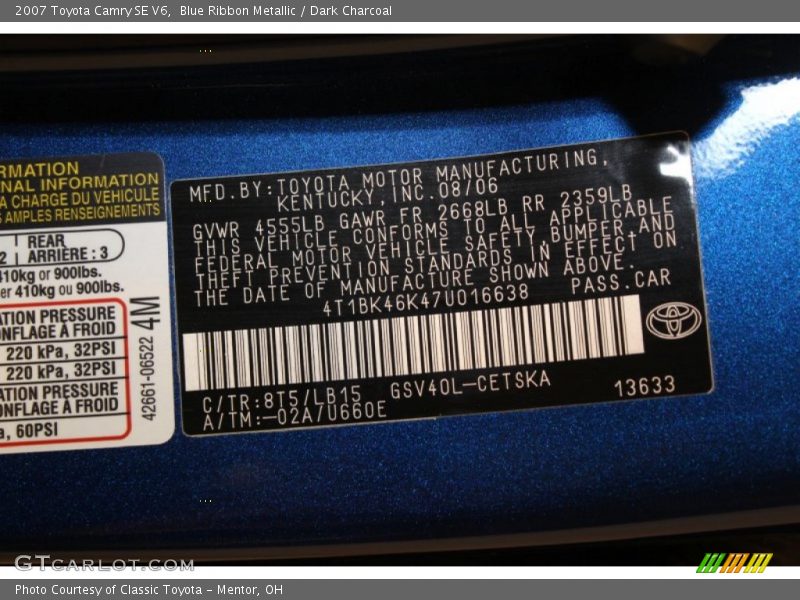 2007 Toyota Camry SE V6,  Blue Ribbon Metallic / Dark Charcoal
RMATION
NAL INFORMATION
A CHARGE DU VEHICULE
S AMPLES RENSEIGNEMENTS
2 | REAR
ARRIÈRE : 3
410kg or 900lbs.
er 410kg ou 900lbs.
ATION PRESSURE
ONFLAGE À FROID
220 kPa, 32PSI
220 kPa, 32PSI
ATION PRESSURE
ONFLAGE À FROID
a, 60PSI
42661-06522 4M
MFD.BY:TOYOTA MOTOR MANUFACTURING,
KENTUCKY,INC.08/06
GVWR 4555LB GAWR FR 2668LB RR 2359LB
THIS VEHICLE CONFORMS TO ALL APPLICABLE
FEDERAL MOTOR VEHICLE SAFETY,BUMPER,AND
THEFT PREVENTION STANDARDS IN EFFECT ON
THE DATE OF MANUFACTURE SHOWN ABOVE.
4T1BK46K47U016638 PASS.CAR
C/TR:8T5/LB15 GSV40L-CETSKA
A/TM:-02A/U660E 13633
GTCARLOT.COM
Photo Courtesy of Classic Toyota - Mentor, OH